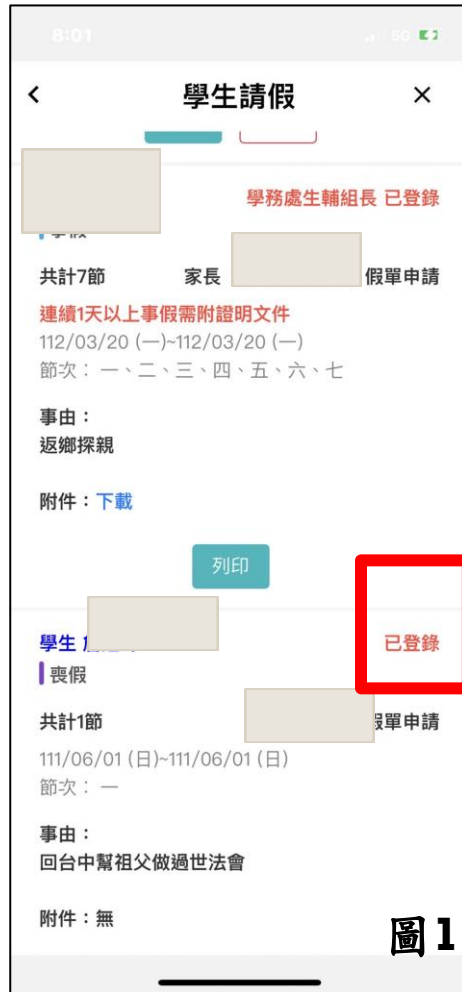 8:01
5G
學生請假
學務處生輔組長 已登錄
事假
共計7節 家長 假單申請
連續1天以上事假需附證明文件
112/03/20 (一)~112/03/20 (一)
節次：一、二、三、四、五、六、七
事由：
返鄉探親
附件：下載
列印
學生 已登錄
喪假
共計1節 假單申請
111/06/01 (日)~111/06/01 (日)
節次：一
事由：
回台中幫祖父做過世法會
附件：無
圖1